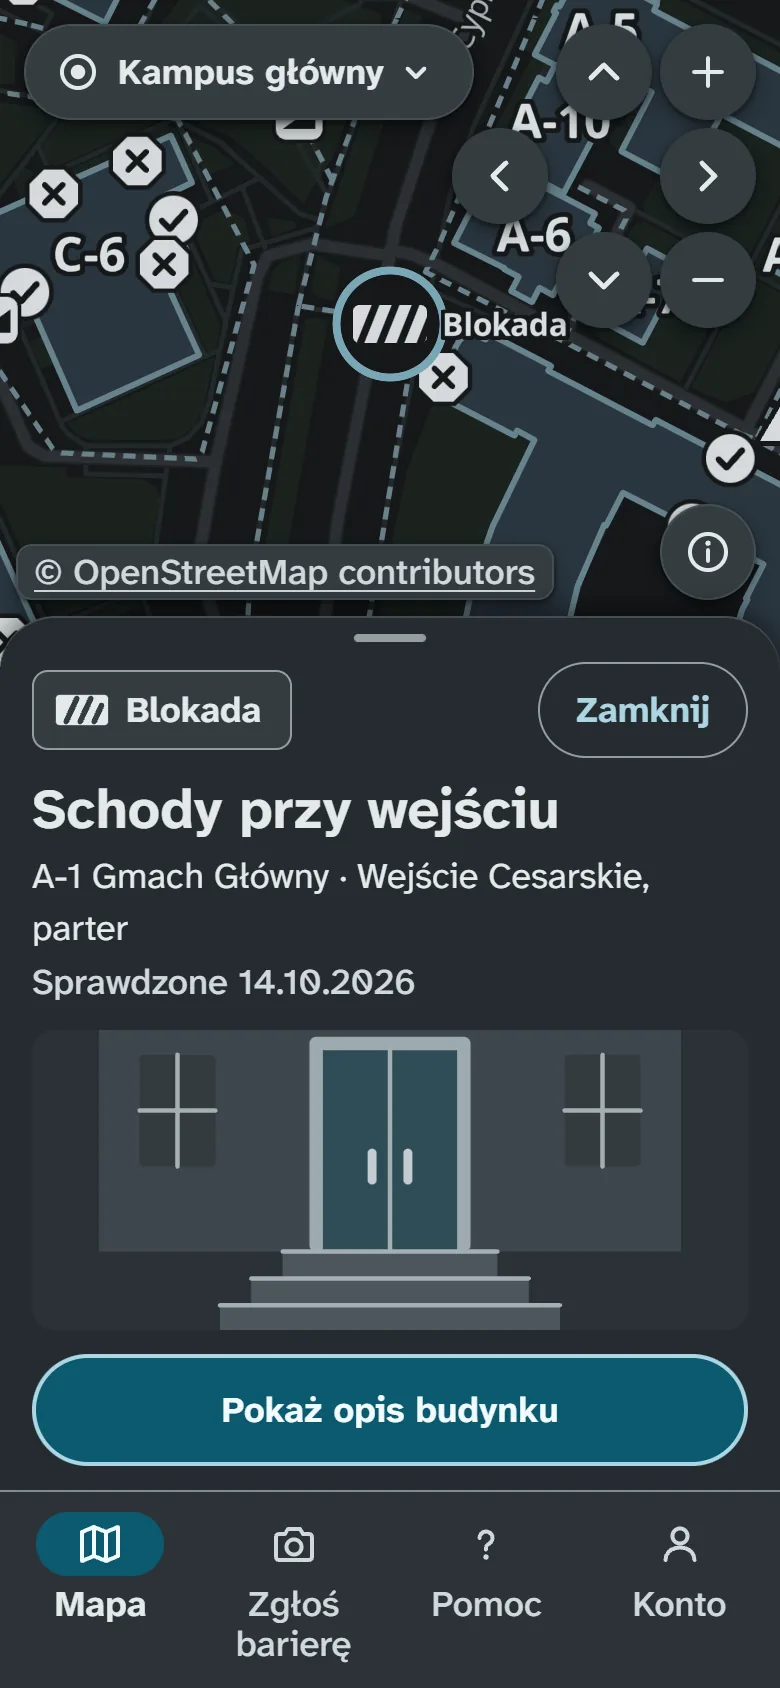 Kampus główny
A-5
A-10
C-6
A-6
Blokada
© OpenStreetMap contributors
Blokada
Zamknij
Schody przy wejściu
A-1 Gmach Główny · Wejście Cesarskie,
parter
Sprawdzone 14.10.2026
Pokaż opis budynku
Mapa
Zgłoś
barierę
Pomoc
Konto